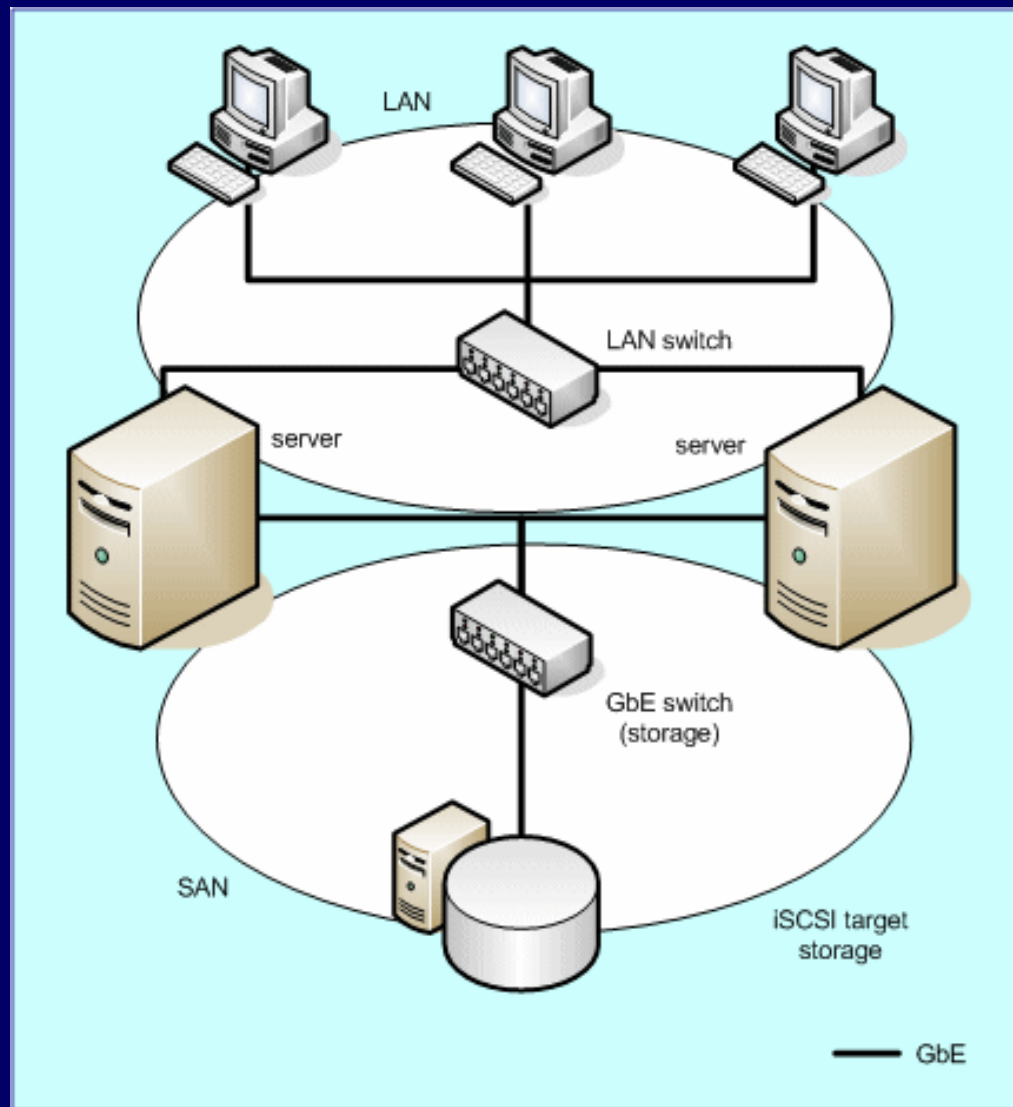 LAN
LAN switch
server
server
GbE switch
(storage)
SAN
iSCSI target
storage
GbE